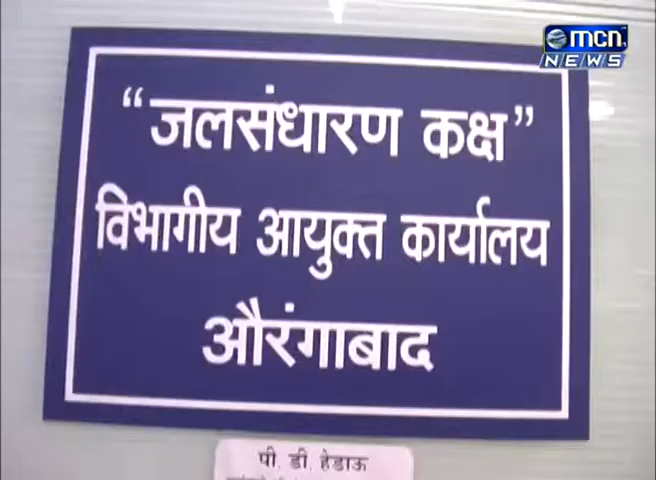 mcn
NEWS
“जलसंधारण कक्ष”
विभागीय आयुक्त कार्यालय
औरंगाबाद
पी. डी. हेडाऊ